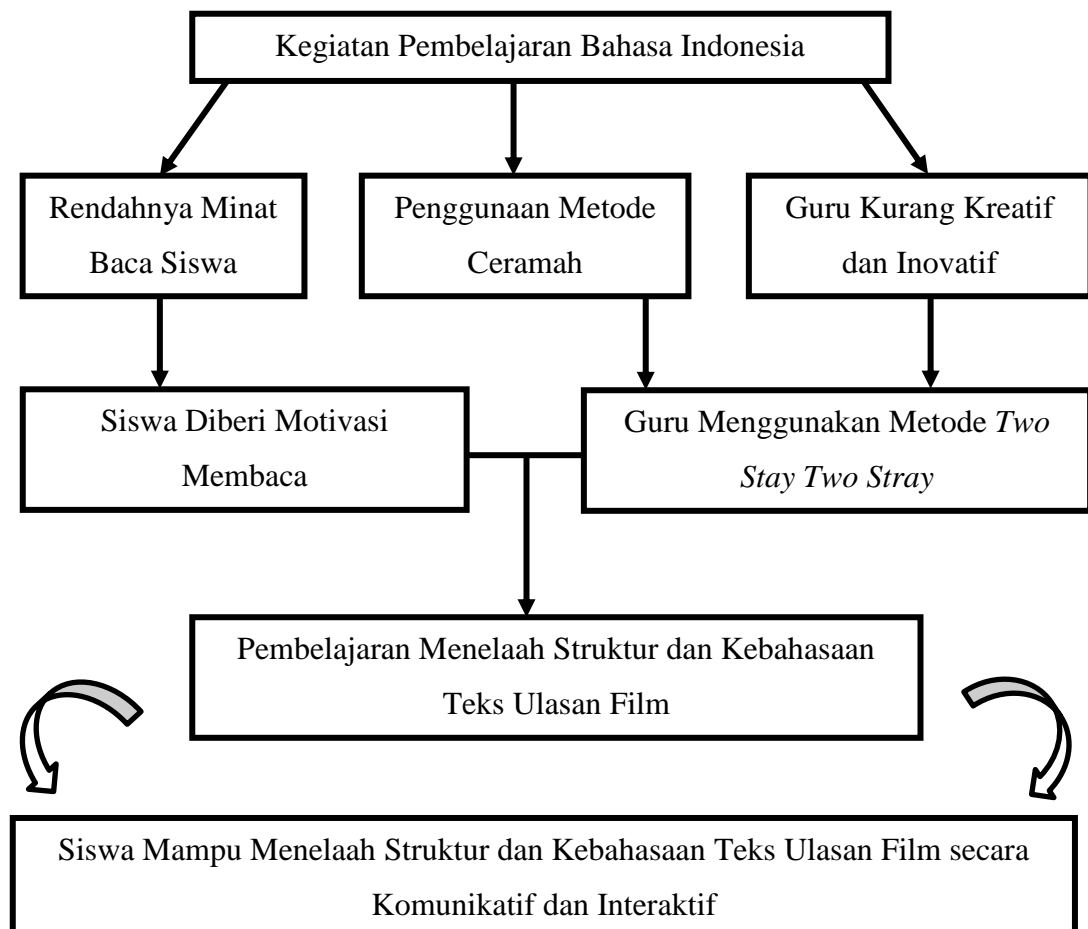 Kegiatan Pembelajaran Bahasa Indonesia
Rendahnya Minat
Baca Siswa
Penggunaan Metode
Ceramah
Guru Kurang Kreatif
dan Inovatif
Siswa Diberi Motivasi
Membaca
Guru Menggunakan Metode Two
Stay Two Stray
Pembelajaran Menelaah Struktur dan Kebahasaan
Teks Ulasan Film
Siswa Mampu Menelaah Struktur dan Kebahasaan Teks Ulasan Film secara
Komunikatif dan Interaktif